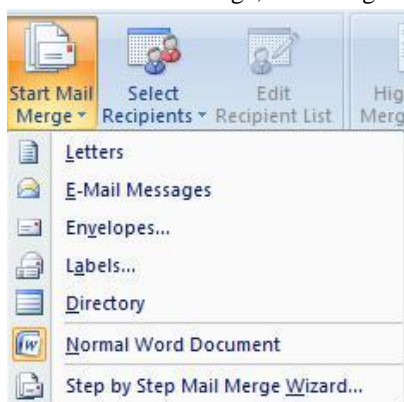 Start Mail Select Edit Hig
Merge Recipients Recipient List Merg
Letters
E-Mail Messages
Envelopes...
Labels...
Directory
Normal Word Document
Step by Step Mail Merge Wizard...